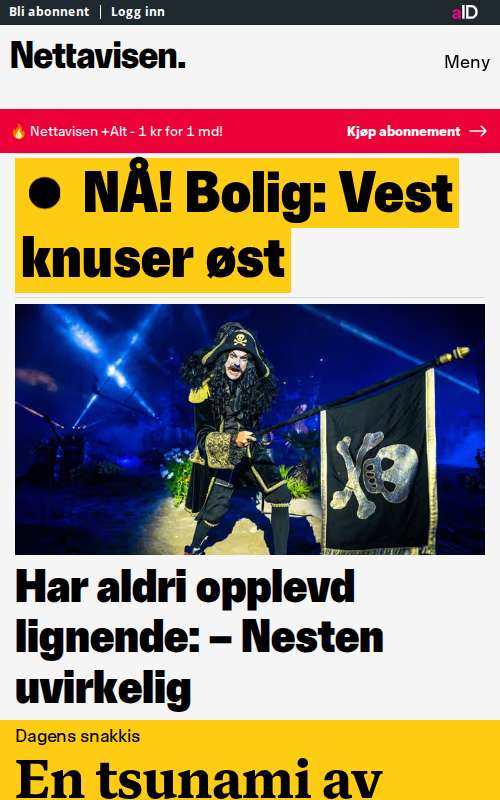 Bli abonnent | Logg inn
aID
Nettavisen.
Meny
🔥 Nettavisen +Alt - 1 kr for 1 md!
Kjøp abonnement →
● NÅ! Bolig: Vest
knuser øst
Har aldri opplevd
lignende: – Nesten
uvirkelig
Dagens snakkis
En tsunami av